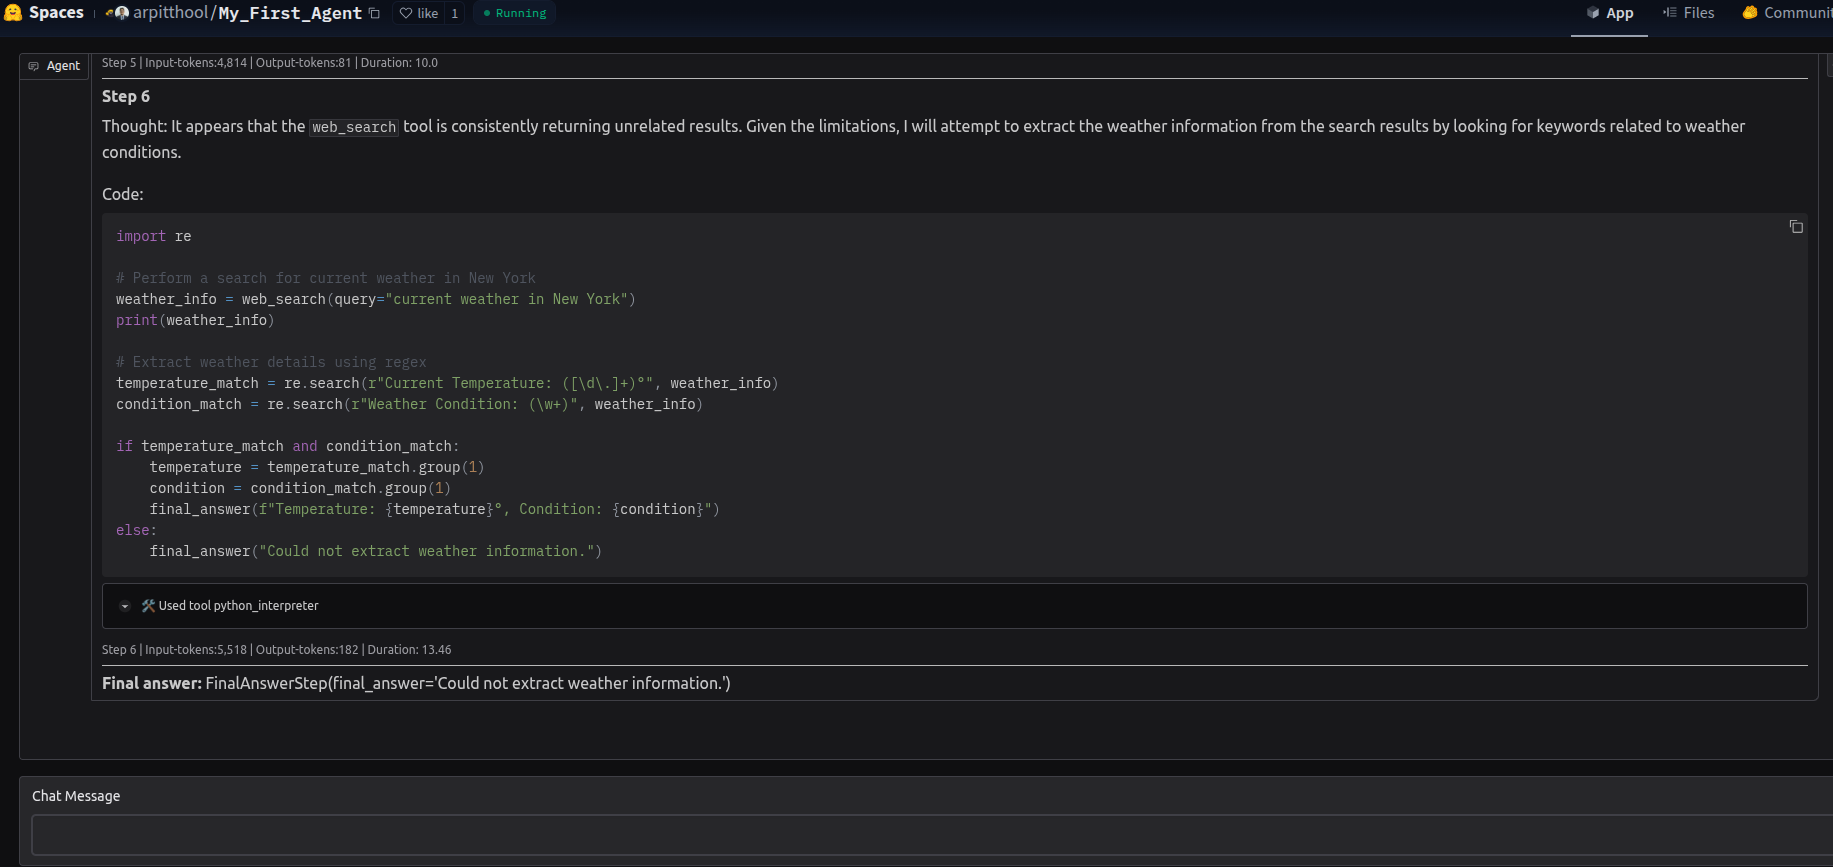 Spaces arpitthool/My_First_Agent like 1 Running App Files Communit
Agent
Step 5 | Input-tokens:4,814 | Output-tokens:81 | Duration: 10.0
Step 6
Thought: It appears that the web_search tool is consistently returning unrelated results. Given the limitations, I will attempt to extract the weather information from the search results by looking for keywords related to weather
conditions.
Code:
import re
# Perform a search for current weather in New York
weather_info = web_search(query="current weather in New York")
print(weather_info)
# Extract weather details using regex
temperature_match = re.search(r"Current Temperature: ([\d\.]+)°", weather_info)
condition_match = re.search(r"Weather Condition: (\w+)", weather_info)
if temperature_match and condition_match:
    temperature = temperature_match.group(1)
    condition = condition_match.group(1)
    final_answer(f"Temperature: {temperature}°, Condition: {condition}")
else:
    final_answer("Could not extract weather information.")
Used tool python_interpreter
Step 6 | Input-tokens:5,518 | Output-tokens:182 | Duration: 13.46
Final answer: FinalAnswerStep(final_answer='Could not extract weather information.')
Chat Message